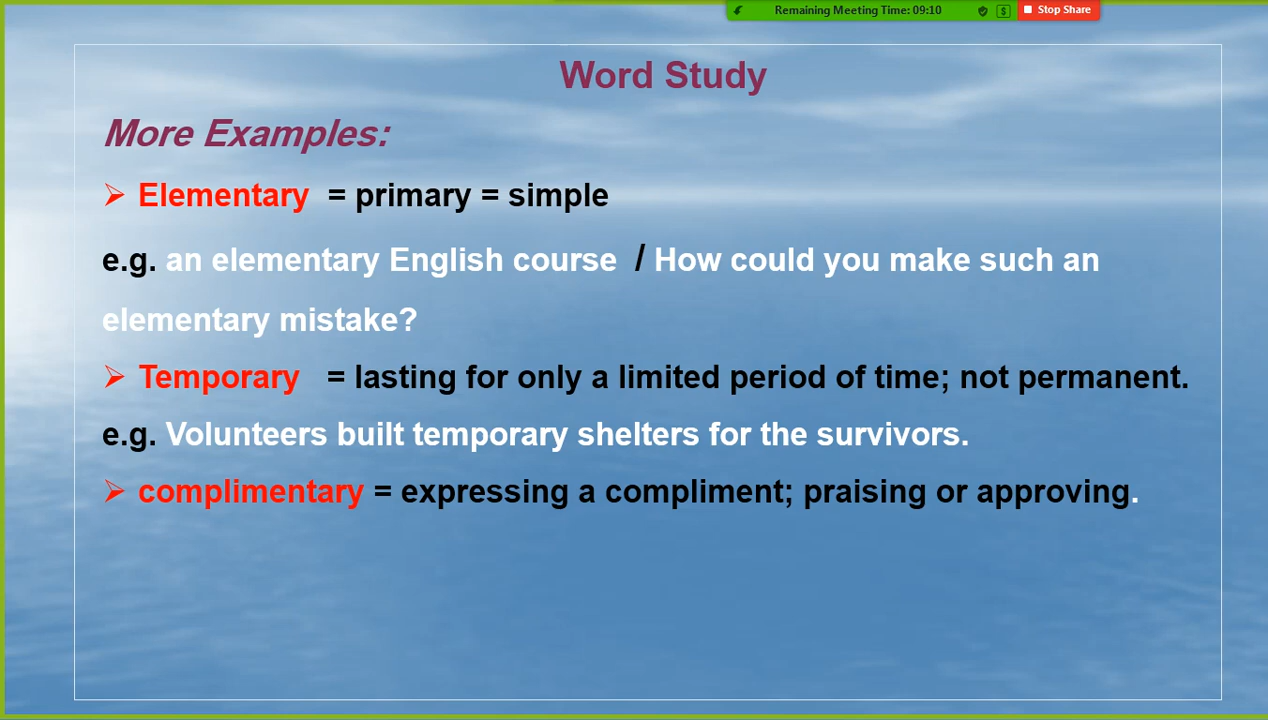 Remaining Meeting Time: 09:10
Stop Share
Word Study
More Examples:
➢ Elementary = primary = simple
e.g. an elementary English course / How could you make such an
elementary mistake?
➢ Temporary = lasting for only a limited period of time; not permanent.
e.g. Volunteers built temporary shelters for the survivors.
➢ complimentary = expressing a compliment; praising or approving.